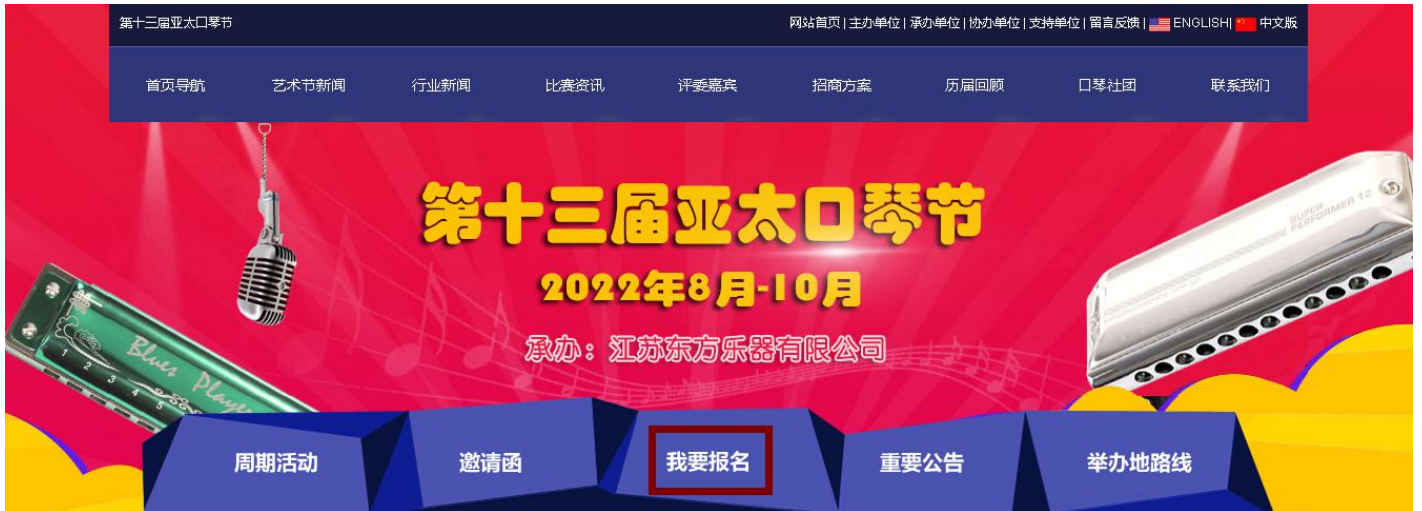 第十三届亚太口琴节
网站首页|主办单位|承办单位|协办单位|支持单位|留言反馈| ENGLISH| 中文版
首页导航 艺术节新闻 行业新闻 比赛资讯 评委嘉宾 招商方案 历届回顾 口琴社团 联系我们
第十三届亚太口琴节
SUPER
PERFORMER 12
2022年8月-10月
承办：江苏东方乐器有限公司
Blues Player
1 2 3 4 5
周期活动 邀请函 我要报名 重要公告 举办地路线